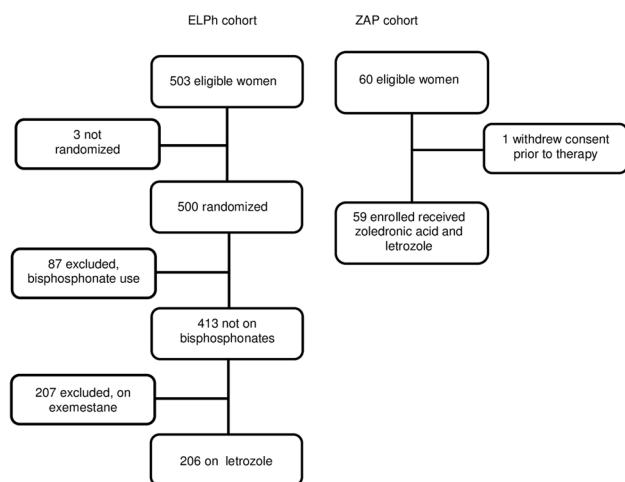 ELPh cohort
503 eligible women
3 not
randomized
500 randomized
87 excluded,
bisphosphonate use
413 not on
bisphosphonates
207 excluded, on
exemestane
206 on letrozole
ZAP cohort
60 eligible women
1 withdrew consent
prior to therapy
59 enrolled received
zoledronic acid and
letrozole